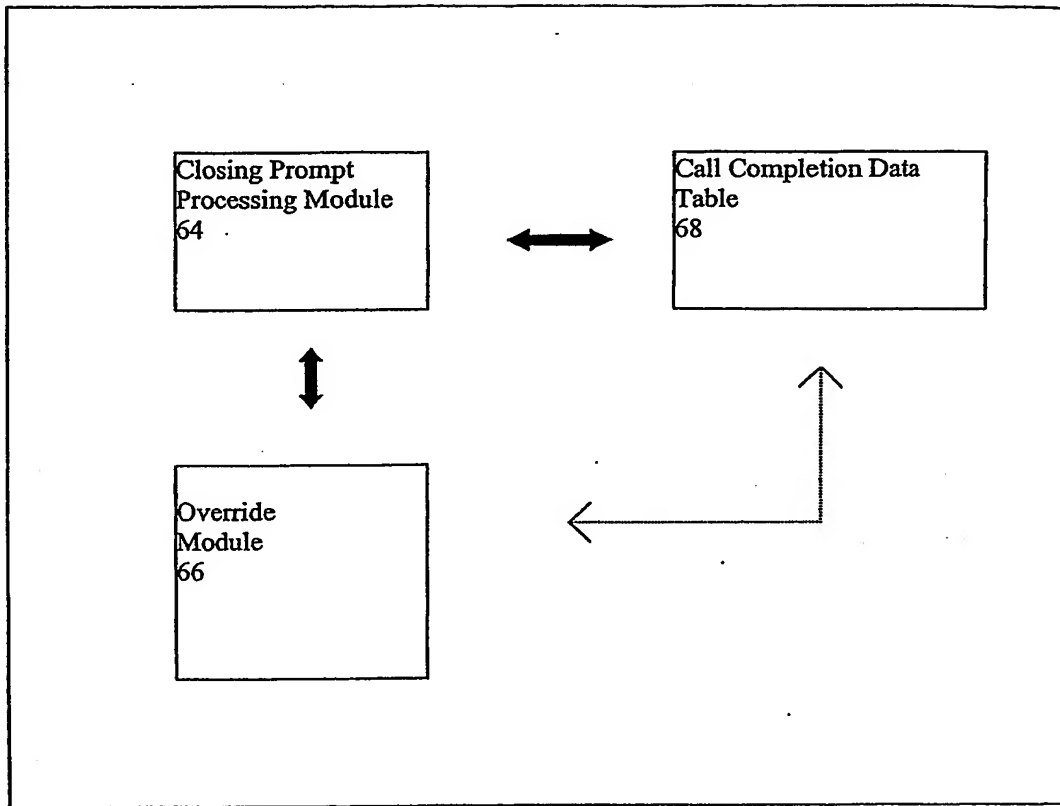 Closing Prompt
Processing Module
64
Call Completion Data
Table
68
Override
Module
66